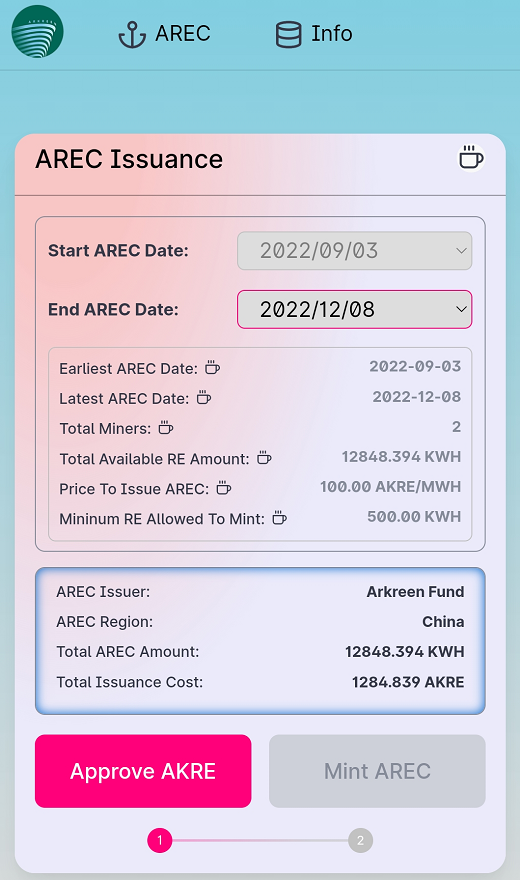 AREC Info
AREC Issuance
Start AREC Date: 2022/09/03
End AREC Date: 2022/12/08
Earliest AREC Date: 2022-09-03
Latest AREC Date: 2022-12-08
Total Miners: 2
Total Available RE Amount: 12848.394 KWH
Price To Issue AREC: 100.00 AKRE/MWH
Mininum RE Allowed To Mint: 500.00 KWH
AREC Issuer: Arkreen Fund
AREC Region: China
Total AREC Amount: 12848.394 KWH
Total Issuance Cost: 1284.839 AKRE
Approve AKRE Mint AREC
1 2